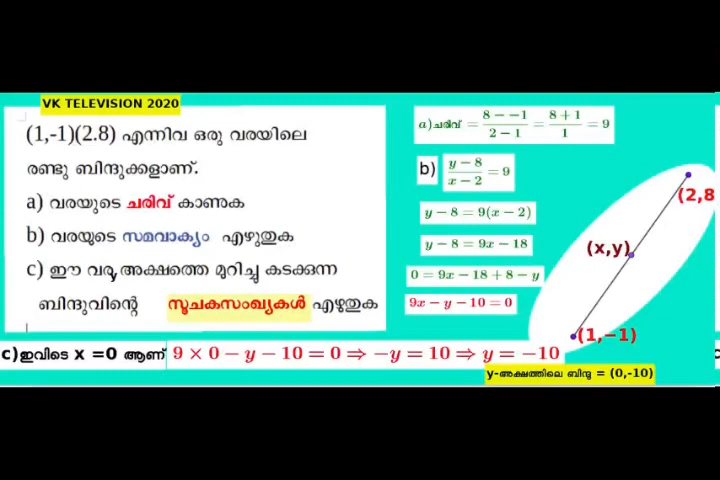 VK TELEVISION 2020
(1,-1)(2.8) എന്നിവ ഒരു വരയിലെ
രണ്ടു ബിന്ദുക്കളാണ്.
a) വരയുടെ ചരിവ് കാണുക
b) വരയുടെ സമവാക്യം എഴുതുക
c) ഈ വര y അക്ഷത്തെ മുറിച്ചു കടക്കുന്ന
ബിന്ദുവിന്റെ സൂചകസംഖ്യകൾ എഴുതുക
a)ചരിവ് = (8 − −1)/(2 − 1) = (8 + 1)/1 = 9
b) (y − 8)/(x − 2) = 9
y − 8 = 9(x − 2)
y − 8 = 9x − 18
0 = 9x − 18 + 8 − y
9x − y − 10 = 0
(2,8
(x,y)
(1,−1)
c)ഇവിടെ x =0 ആണ് 9 × 0 − y − 10 = 0 ⇒ −y = 10 ⇒ y = −10
y-അക്ഷത്തിലെ ബിന്ദു = (0,-10)